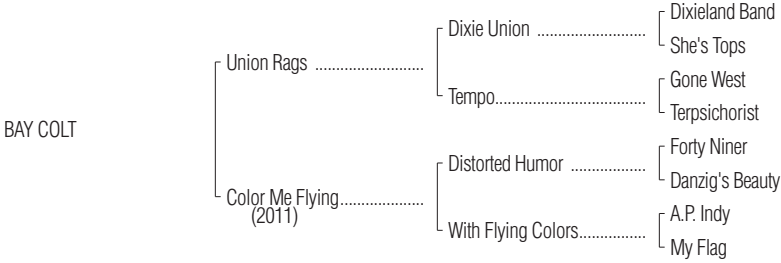 Dixieland Band
Dixie Union ..........................
She's Tops
Union Rags ..........................
Gone West
Tempo....................................
Terpsichorist
BAY COLT
Forty Niner
Distorted Humor ..................
Danzig's Beauty
Color Me Flying....................
(2011)
A.P. Indy
With Flying Colors................
My Flag